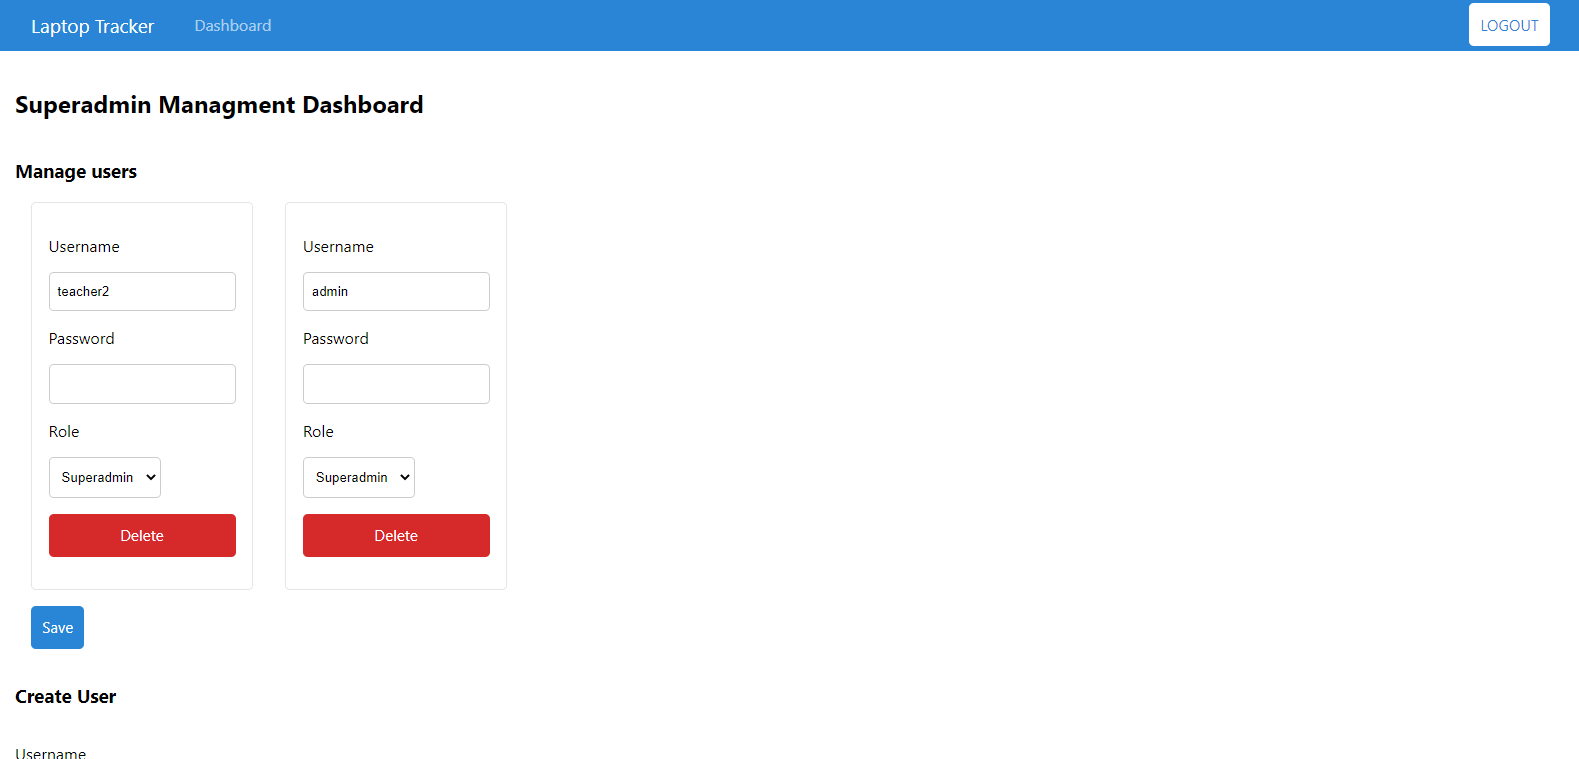 Laptop Tracker Dashboard LOGOUT
Superadmin Managment Dashboard
Manage users
Username Username
teacher2 admin
Password Password
Role Role
Superadmin Superadmin
Delete Delete
Save
Create User
Username